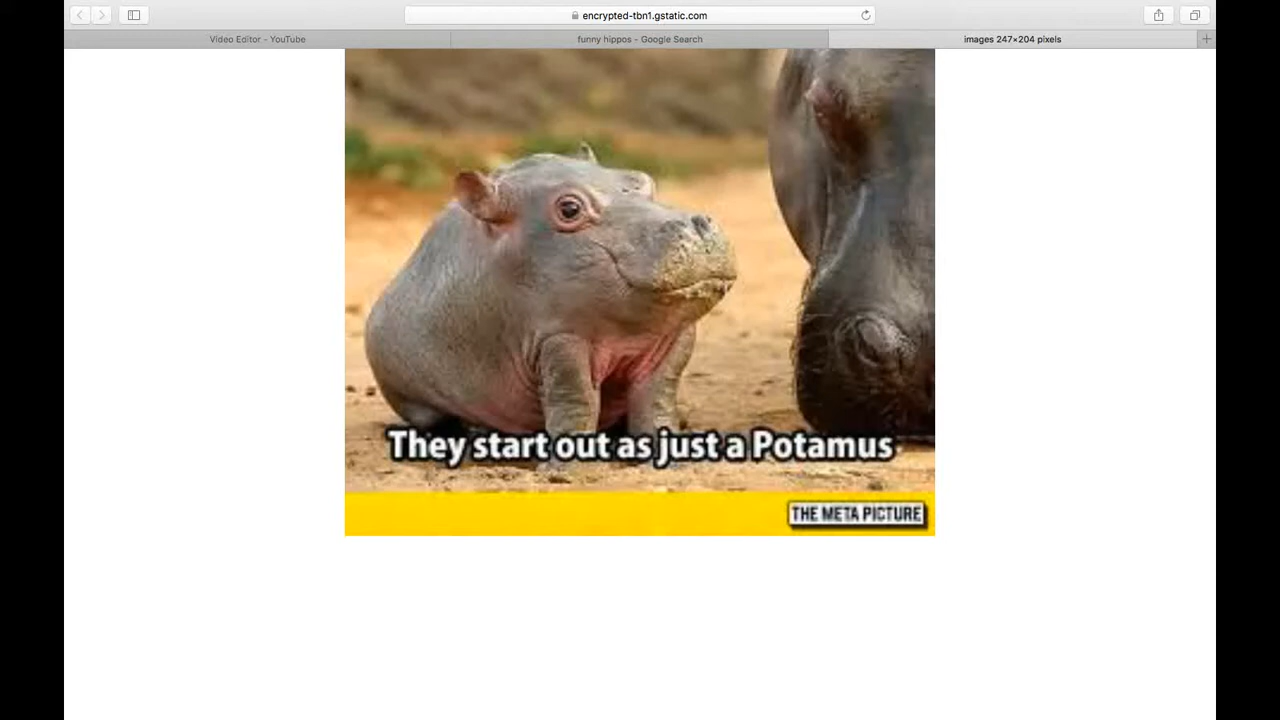 encrypted-tbn1.gstatic.com
Video Editor - YouTube
funny hippos - Google Search
images 247×204 pixels
They start out as just a Potamus
THE META PICTURE